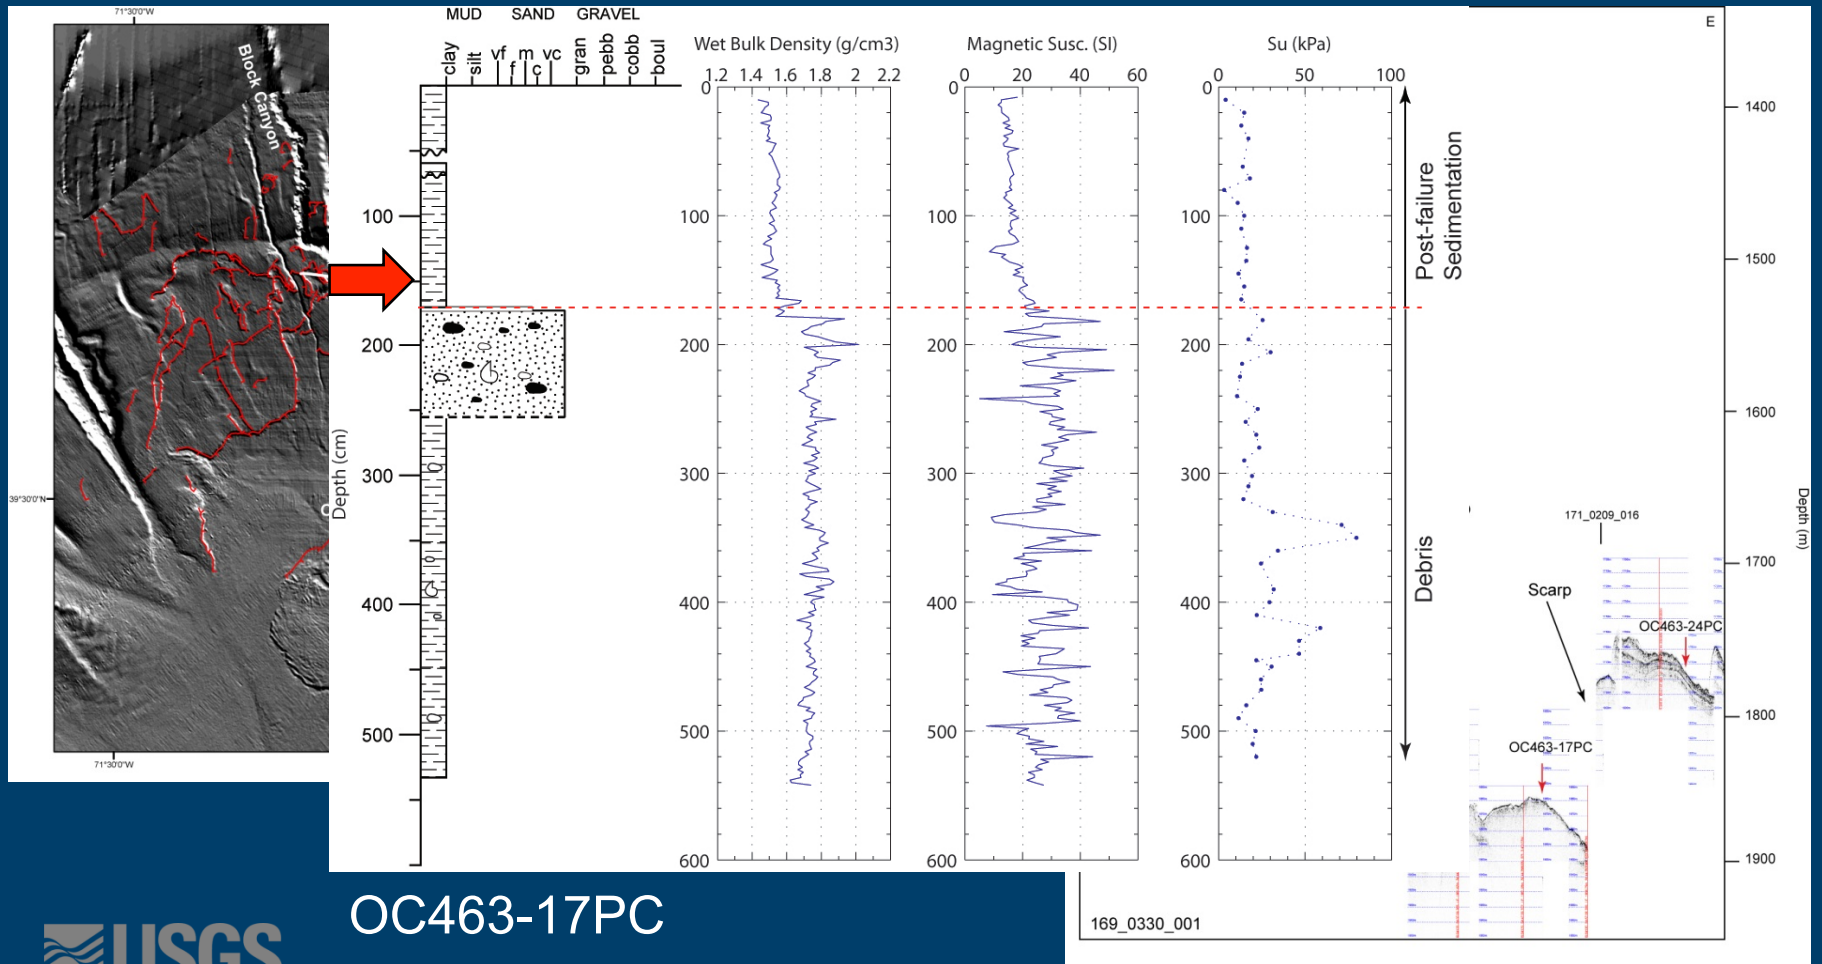 71°30'0"W
Block Canyon
39°30'0"N
71°30'0"W
MUD SAND GRAVEL
clay silt vf f m c vc gran pebb cobb boul
Depth (cm)
100
200
300
400
500
Wet Bulk Density (g/cm3)
1.2 1.4 1.6 1.8 2 2.2
0
100
200
300
400
500
600
Magnetic Susc. (SI)
0 20 40 60
0
100
200
300
400
500
600
Su (kPa)
0 50 100
0
100
200
300
400
500
600
Post-failure
Sedimentation
Debris
E
1400
1500
1600
1700
1800
1900
Depth (m)
171_0209_016
Scarp
OC463-24PC
OC463-17PC
169_0330_001
OC463-17PC
USGS